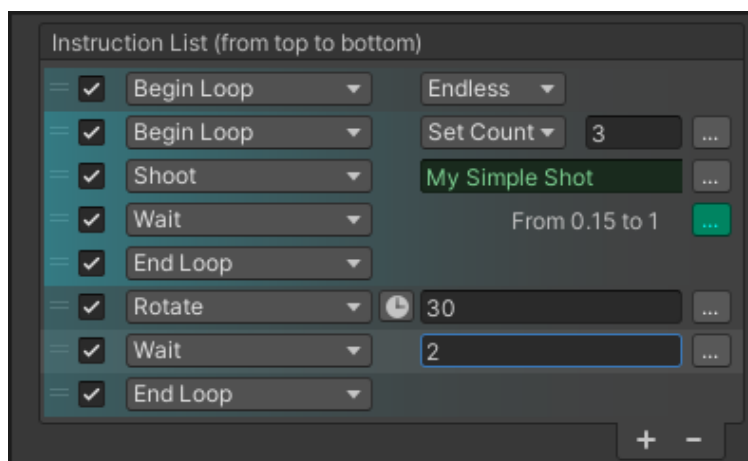 Instruction List (from top to bottom)
Begin Loop Endless
Begin Loop Set Count 3 ...
Shoot My Simple Shot ...
Wait From 0.15 to 1 ...
End Loop
Rotate 30 ...
Wait 2 ...
End Loop
+ -